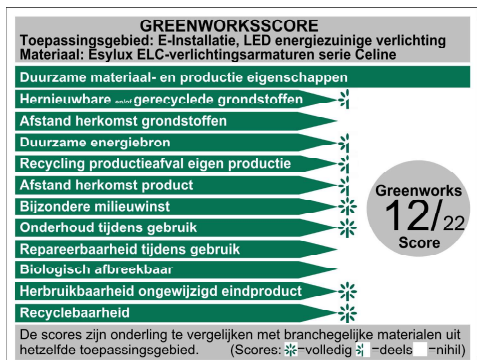 GREENWORKSSCORE
Toepassingsgebied: E-Installatie, LED energiezuinige verlichting
Materiaal: Esylux ELC-verlichtingsarmaturen serie Celine
Duurzame materiaal- en productie eigenschappen
Hernieuwbare en/of gerecyclede grondstoffen
Afstand herkomst grondstoffen
Duurzame energiebron
Recycling productieafval eigen productie
Afstand herkomst product
Bijzondere milieuwinst
Onderhoud tijdens gebruik
Repareerbaarheid tijdens gebruik
Biologisch afbreekbaar
Herbruikbaarheid ongewijzigd eindproduct
Recyclebaarheid
Greenworks
12/22
Score
De scores zijn onderling te vergelijken met branchegelijke materialen uit
hetzelfde toepassingsgebied. (Scores: =volledig =deels =nihil)